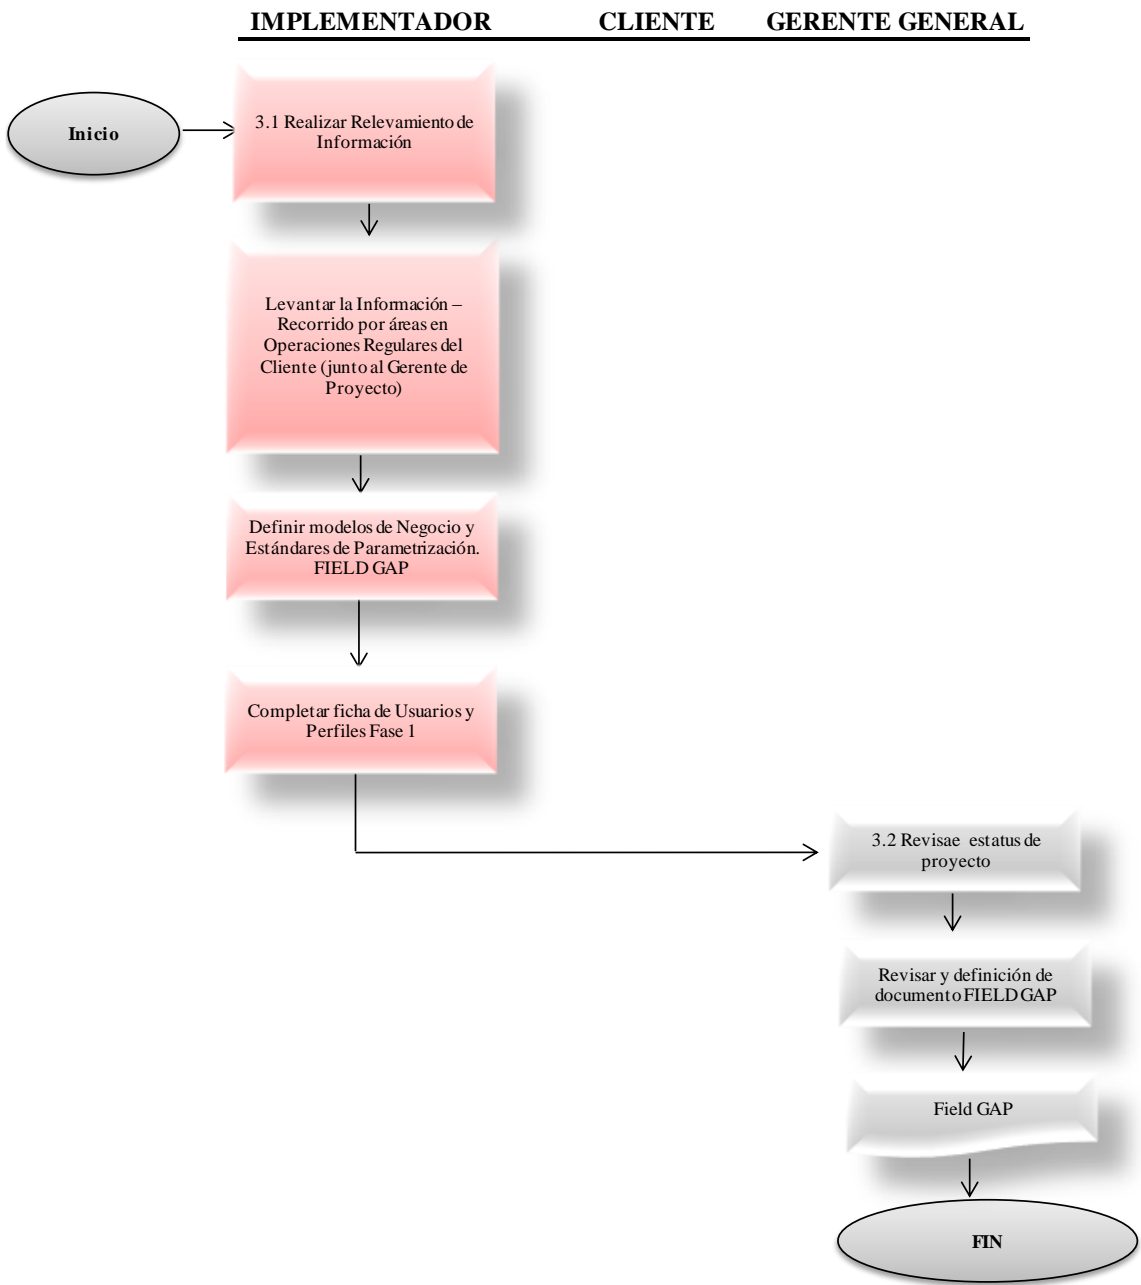 IMPLEMENTADOR CLIENTE GERENTE GENERAL
Inicio
3.1 Realizar Relevamiento de
Información
Levantar la Información –
Recorrido por áreas en
Operaciones Regulares del
Cliente (junto al Gerente de
Proyecto)
Definir modelos de Negocio y
Estándares de Parametrización.
FIELD GAP
Completar ficha de Usuarios y
Perfiles Fase 1
3.2 Revisae estatus de
proyecto
Revisar y definición de
documento FIELD GAP
Field GAP
FIN